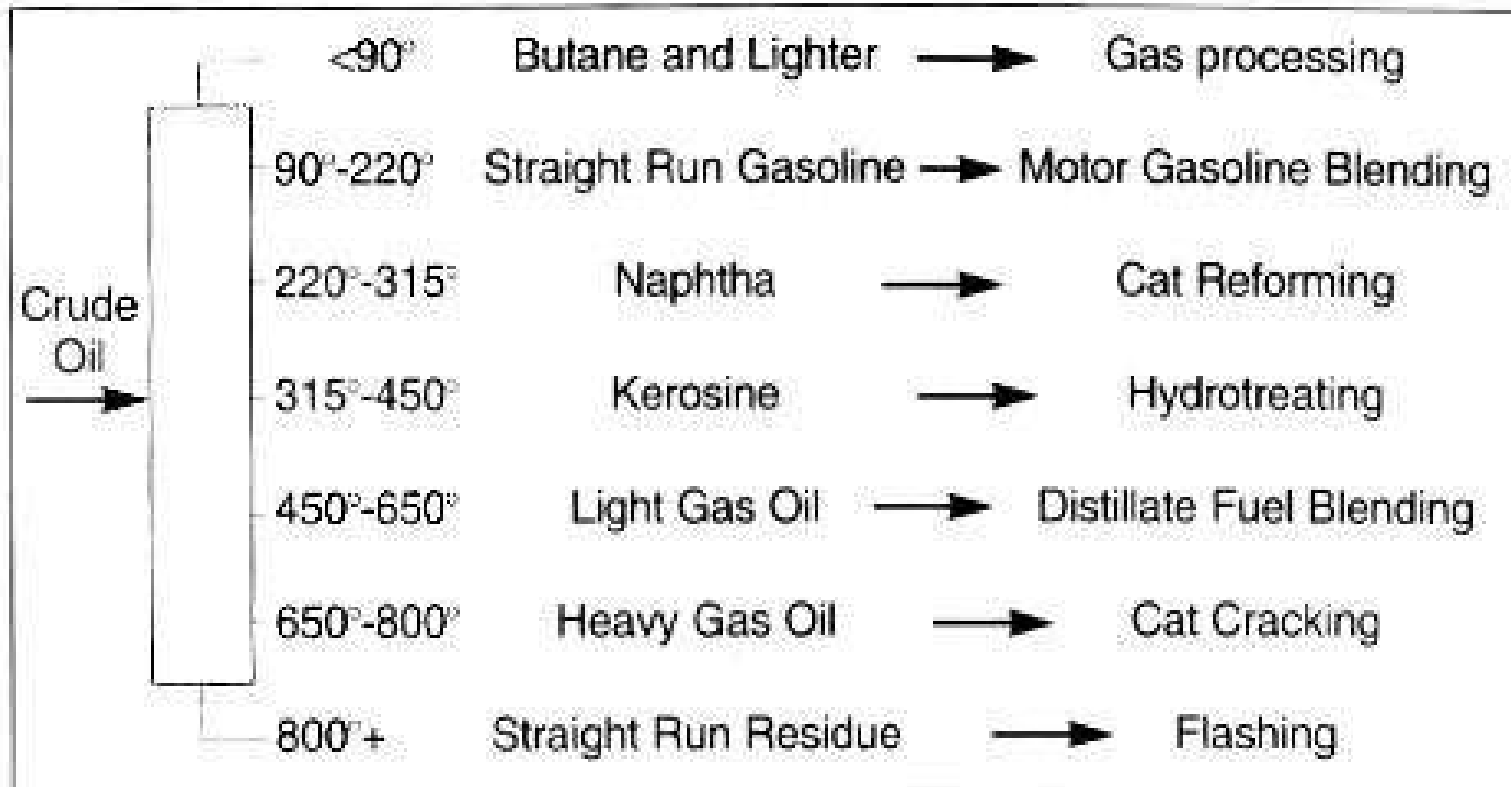 <90° Butane and Lighter Gas processing
90°-220° Straight Run Gasoline Motor Gasoline Blending
220°-315° Naphtha Cat Reforming
Crude
Oil
315°-450° Kerosine Hydrotreating
450°-650° Light Gas Oil Distillate Fuel Blending
650°-800° Heavy Gas Oil Cat Cracking
800°+ Straight Run Residue Flashing